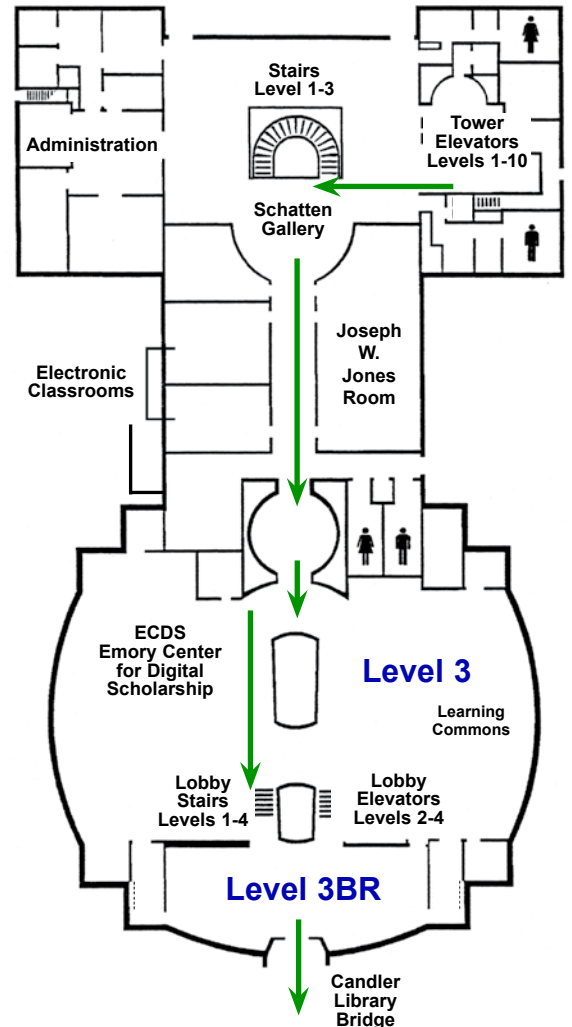 Stairs
Level 1-3
Administration
Tower
Elevators
Levels 1-10
Schatten
Gallery
Joseph
W.
Jones
Room
Electronic
Classrooms
ECDS
Emory Center
for Digital
Scholarship
Level 3
Learning
Commons
Lobby
Stairs
Levels 1-4
Lobby
Elevators
Levels 2-4
Level 3BR
Candler
Library
Bridge